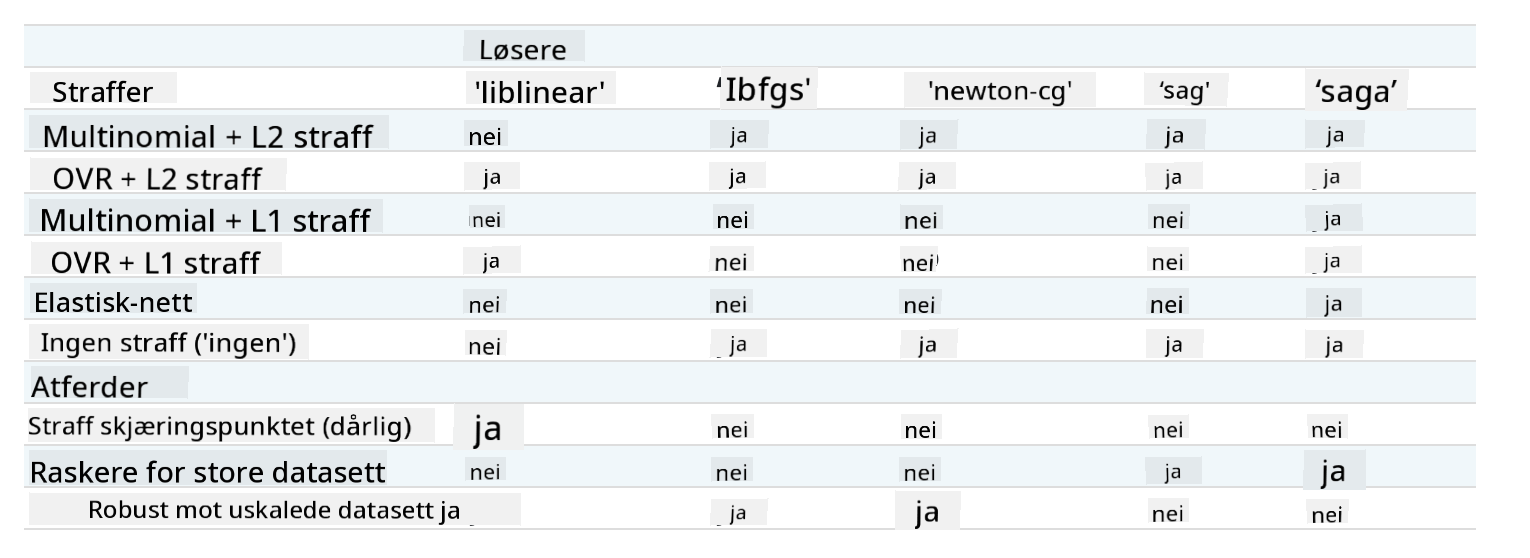 Løsere
Straffer 'liblinear' ‘Ibfgs' 'newton-cg' ‘sag' ‘saga’
Multinomial + L2 straff nei ja ja ja ja
OVR + L2 straff ja ja ja ja ja
Multinomial + L1 straff nei nei nei nei ja
OVR + L1 straff ja nei nei nei ja
Elastisk-nett nei nei nei nei ja
Ingen straff ('ingen') nei ja ja ja ja
Atferder
Straff skjæringspunktet (dårlig) ja nei nei nei nei
Raskere for store datasett nei nei nei ja ja
Robust mot uskalede datasett ja ja ja nei nei